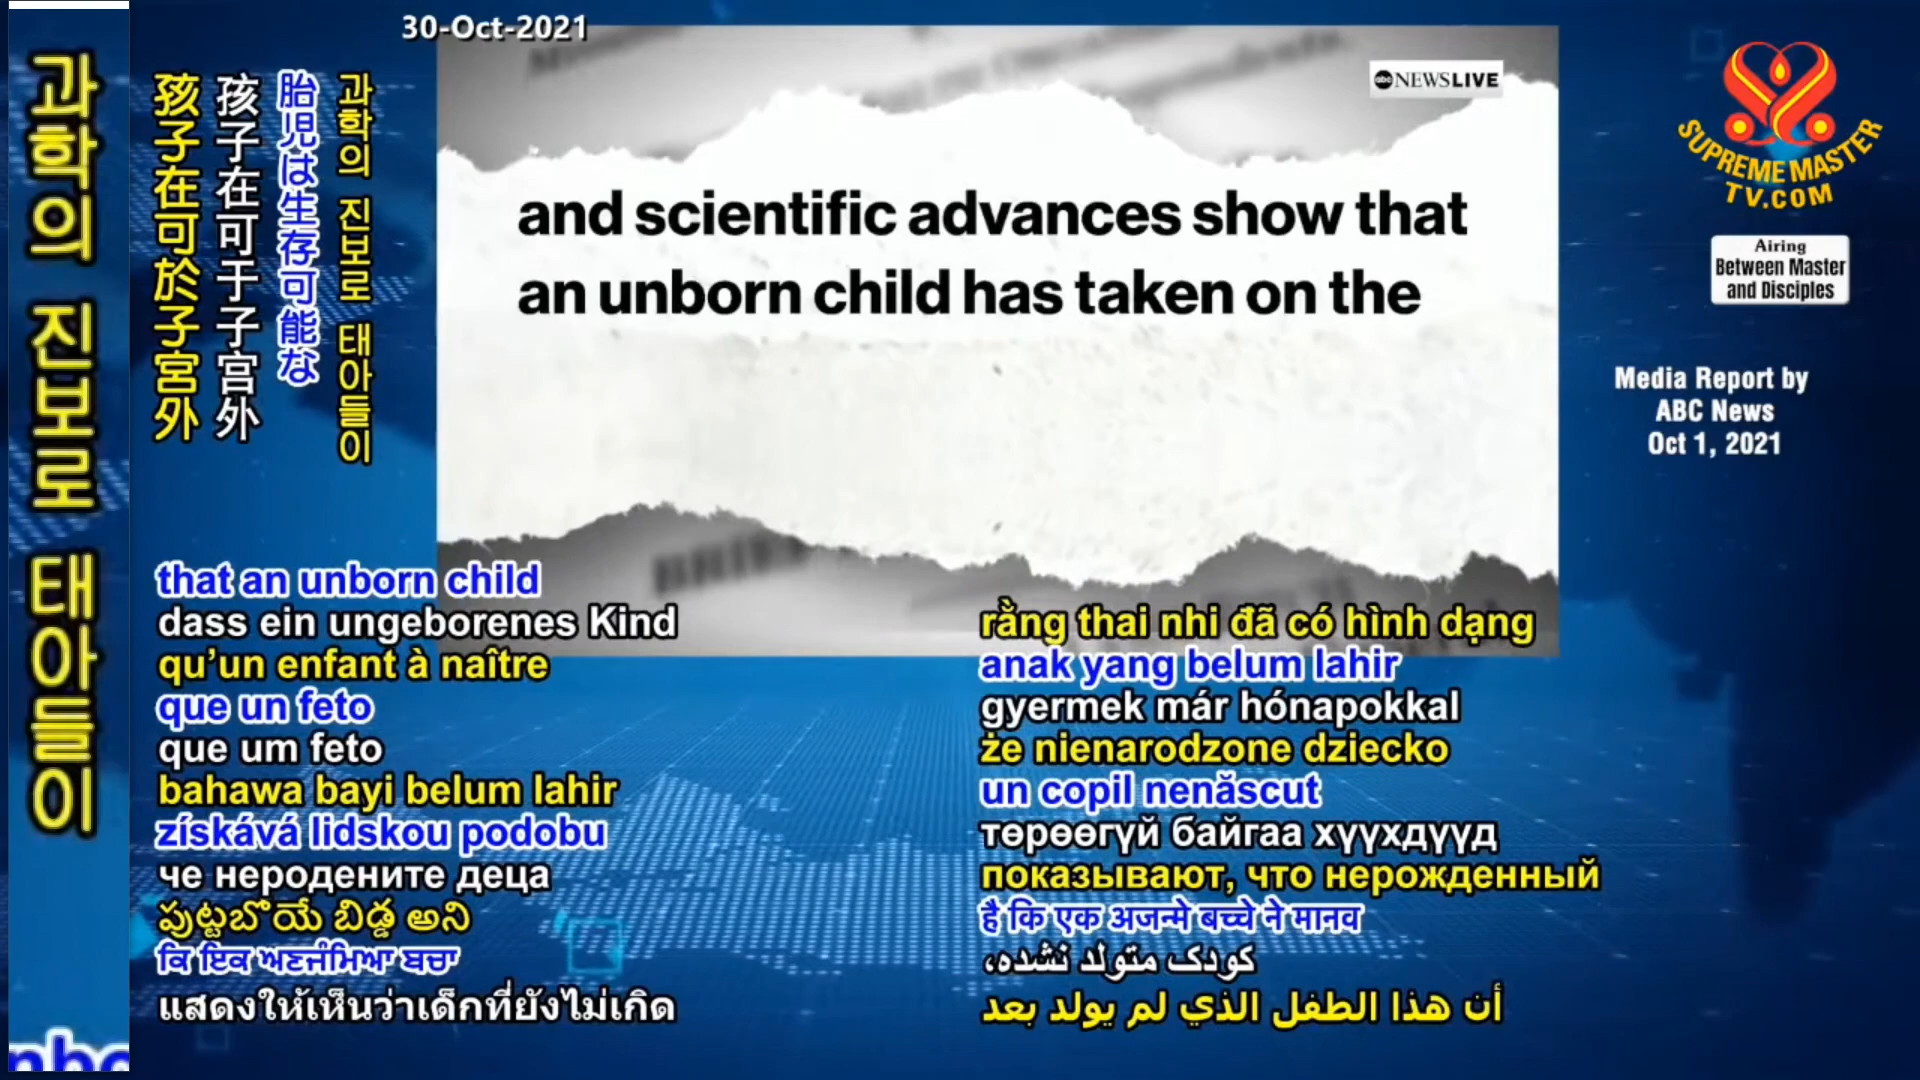 30-Oct-2021
과학의 진보로 태아들이
孩子在可於子宮外
孩子在可于子宫外
胎児は生存可能な
과학의 진보로 태아들이
abc NEWS LIVE
and scientific advances show that
an unborn child has taken on the
SUPREME MASTER
TV.COM
Airing
Between Master
and Disciples
Media Report by
ABC News
Oct 1, 2021
that an unborn child
dass ein ungeborenes Kind
qu’un enfant à naître
que un feto
que um feto
bahawa bayi belum lahir
získává lidskou podobu
че неродените деца
పుట్టబోయే బిడ్డ అని
ਕਿ ਇਕ ਅਣਜੰਮਿਆ ਬਚਾ
แสดงให้เห็นว่าเด็กที่ยังไม่เกิด
rằng thai nhi đã có hình dạng
anak yang belum lahir
gyermek már hónapokkal
że nienarodzone dziecko
un copil nenăscut
төрөөгүй байгаа хүүхдүүд
показывают, что нерожденный
है कि एक अजन्मे बच्चे ने मानव
کودک متولد نشده،
أن هذا الطفل الذي لم يولد بعد